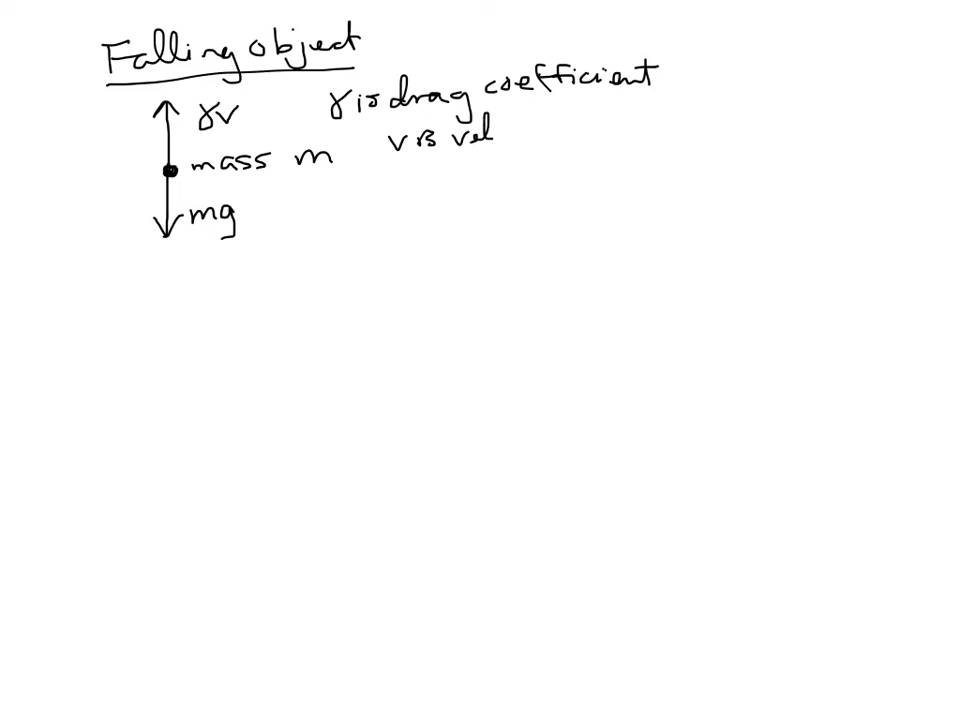 Falling object
γv
γ is drag coefficient
v is vel
mass m
mg